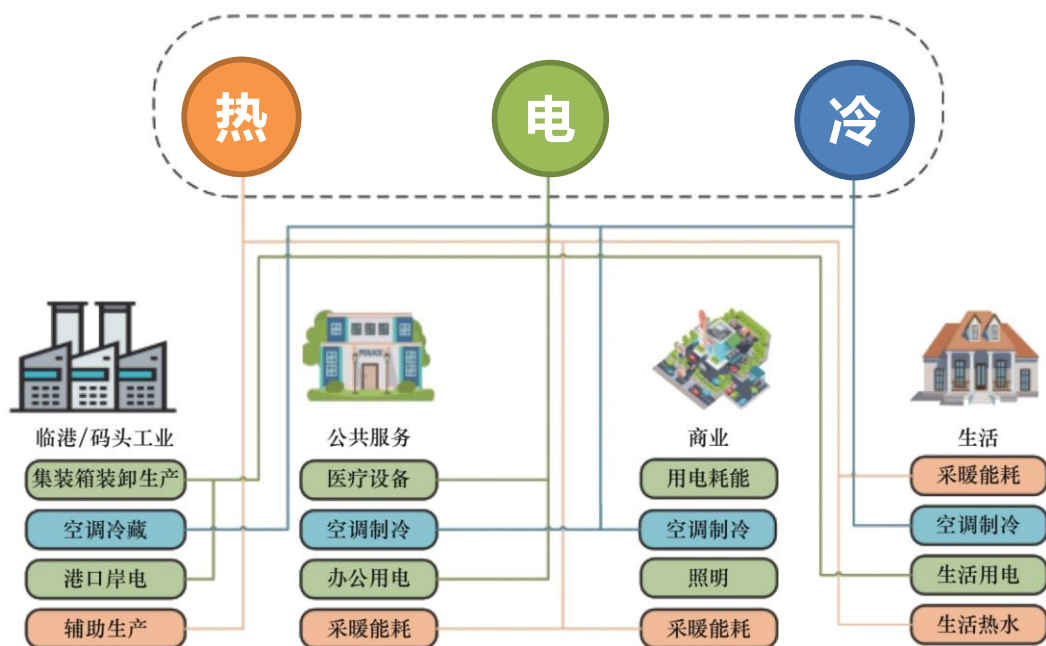 热
电
冷
POLICE
临港/码头工业
集装箱装卸生产
空调冷藏
港口岸电
辅助生产
公共服务
医疗设备
空调制冷
办公用电
采暖能耗
商业
用电耗能
空调制冷
照明
采暖能耗
生活
采暖能耗
空调制冷
生活用电
生活热水